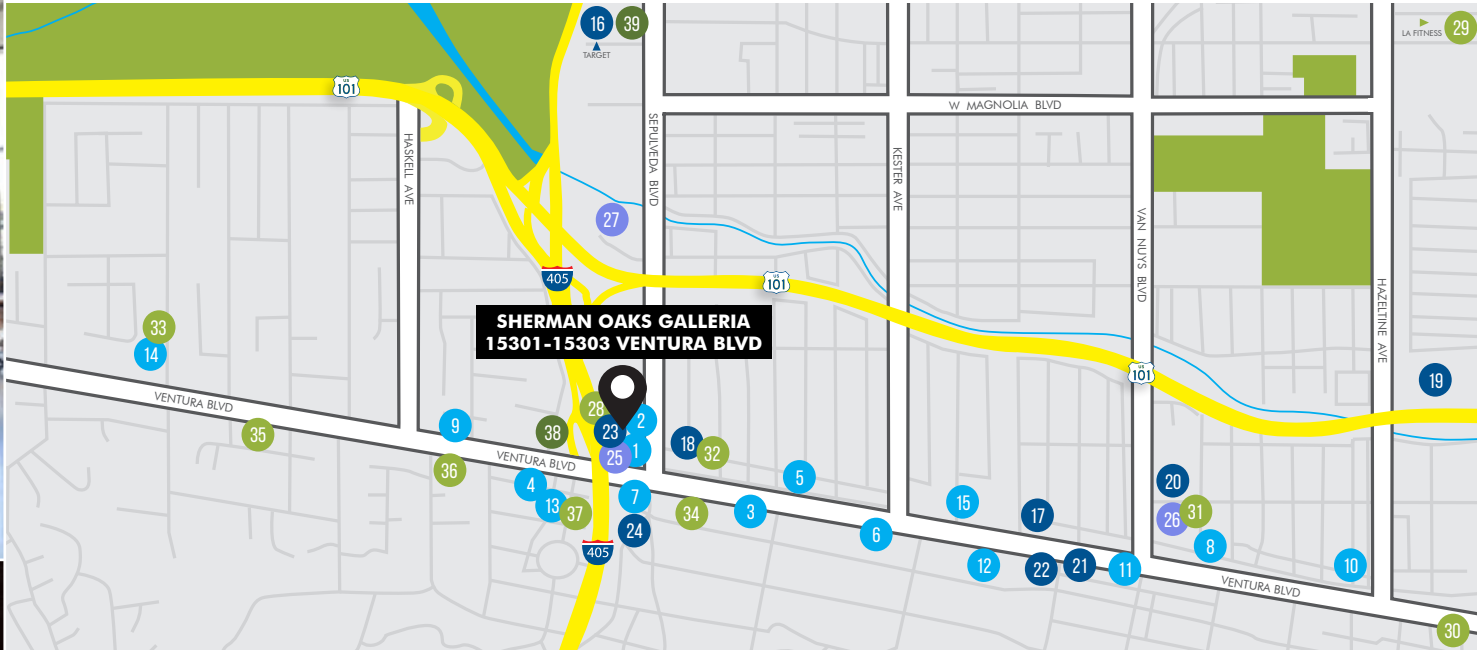 16
39
TARGET
LA FITNESS
29
US
101
W MAGNOLIA BLVD
HASKELL AVE
SEPULVEDA BLVD
KESTER AVE
VAN NUYS BLVD
HAZELTINE AVE
27
405
US
101
SHERMAN OAKS GALLERIA
15301-15303 VENTURA BLVD
33
14
US
101
19
VENTURA BLVD
35
9
36
38
28
23
2
1
25
18
32
VENTURA BLVD
4
13
37
7
24
34
3
5
6
405
15
17
12
22
21
11
20
26
31
8
10
VENTURA BLVD
30